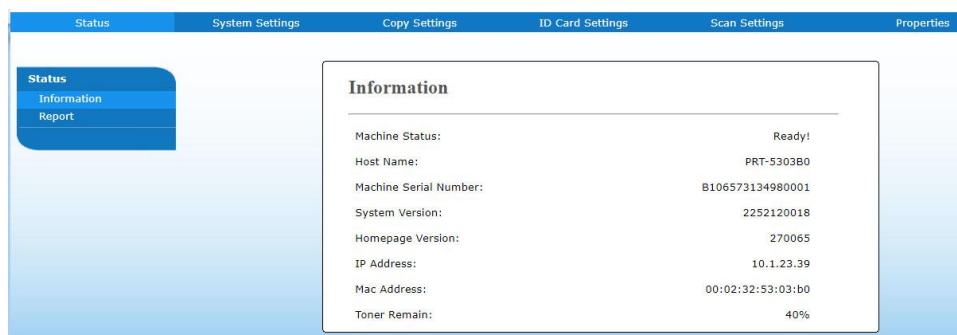 Status System Settings Copy Settings ID Card Settings Scan Settings Properties
Status
Information
Report
Information
Machine Status: Ready!
Host Name: PRT-5303B0
Machine Serial Number: B106573134980001
System Version: 2252120018
Homepage Version: 270065
IP Address: 10.1.23.39
Mac Address: 00:02:32:53:03:b0
Toner Remain: 40%